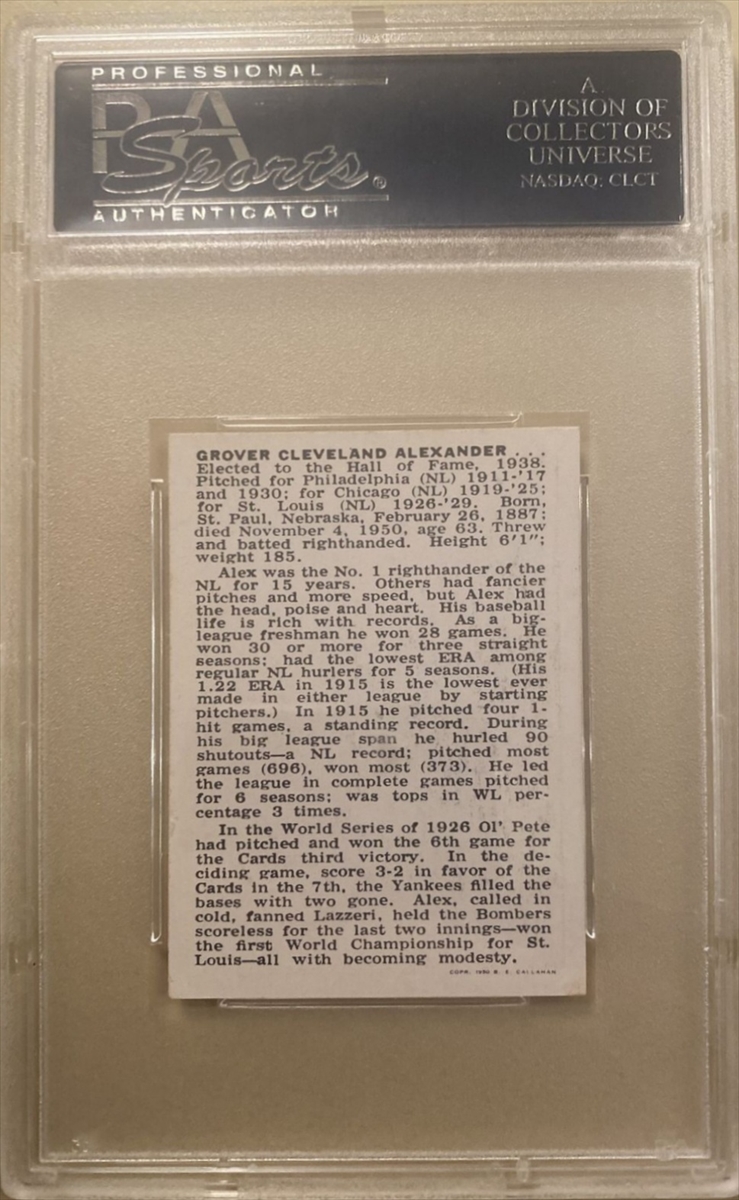 PROFESSIONAL
PSA
Sports®
AUTHENTICATOR
A
DIVISION OF
COLLECTORS
UNIVERSE
NASDAQ: CLCT
GROVER CLEVELAND ALEXANDER . . .
Elected to the Hall of Fame, 1938.
Pitched for Philadelphia (NL) 1911-'17
and 1930; for Chicago (NL) 1919-'25;
for St. Louis (NL) 1926-'29. Born,
St. Paul, Nebraska, February 26, 1887;
died November 4, 1950, age 63. Threw
and batted righthanded. Height 6'1";
weight 185.
Alex was the No. 1 righthander of the
NL for 15 years. Others had fancier
pitches and more speed, but Alex had
the head, poise and heart. His baseball
life is rich with records. As a big-
league freshman he won 28 games. He
won 30 or more for three straight
seasons; had the lowest ERA among
regular NL hurlers for 5 seasons. (His
1.22 ERA in 1915 is the lowest ever
made in either league by starting
pitchers.) In 1915 he pitched four 1-
hit games, a standing record. During
his big league span he hurled 90
shutouts—a NL record; pitched most
games (696), won most (373). He led
the league in complete games pitched
for 6 seasons; was tops in WL per-
centage 3 times.
In the World Series of 1926 Ol' Pete
had pitched and won the 6th game for
the Cards third victory. In the de-
ciding game, score 3-2 in favor of the
Cards in the 7th, the Yankees filled the
bases with two gone. Alex, called in
cold, fanned Lazzeri, held the Bombers
scoreless for the last two innings—won
the first World Championship for St.
Louis—all with becoming modesty.
COPR. 1950 B. E. CALLAHAN